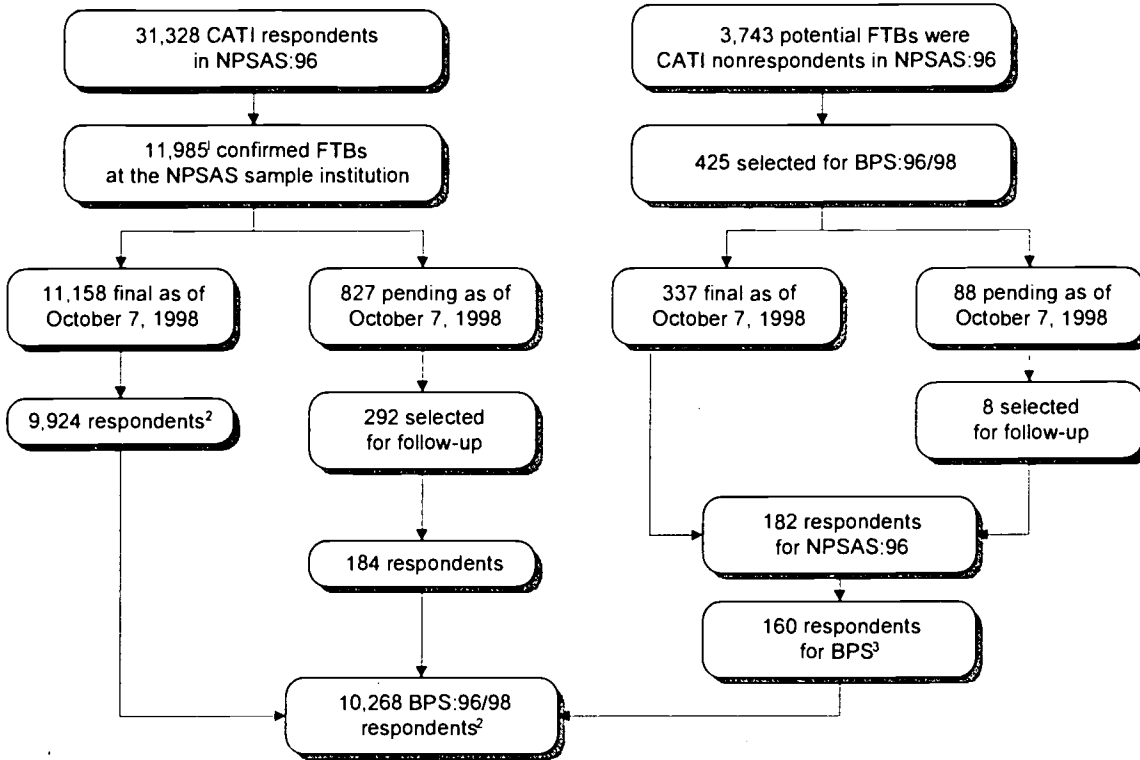 31,328 CATI respondents
in NPSAS:96
3,743 potential FTBs were
CATI nonrespondents in NPSAS:96
11,985¹ confirmed FTBs
at the NPSAS sample institution
425 selected for BPS:96/98
11,158 final as of
October 7, 1998
827 pending as of
October 7, 1998
337 final as of
October 7, 1998
88 pending as of
October 7, 1998
9,924 respondents²
292 selected
for follow-up
8 selected
for follow-up
182 respondents
for NPSAS:96
184 respondents
160 respondents
for BPS³
10,268 BPS:96/98
respondents²